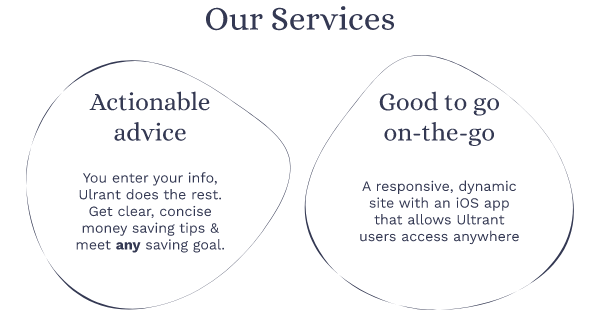 Our Services
Actionable
advice
You enter your info,
Ulrant does the rest.
Get clear, concise
money saving tips &
meet any saving goal.
Good to go
on-the-go
A responsive, dynamic
site with an iOS app
that allows Ultrant
users access anywhere